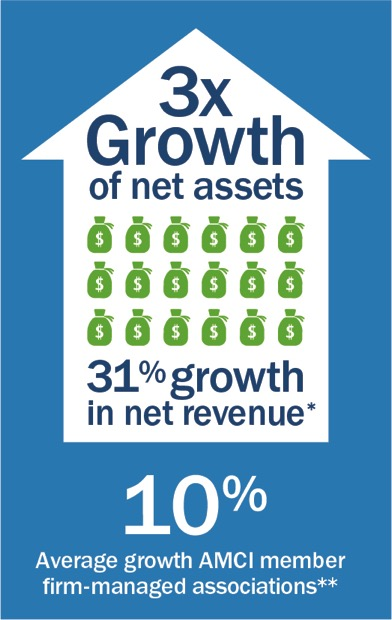 3x
Growth
of net assets
$ $ $ $ $ $
$ $ $ $ $ $
$ $ $ $ $ $
31% growth
in net revenue*
10%
Average growth AMCI member
firm-managed associations**